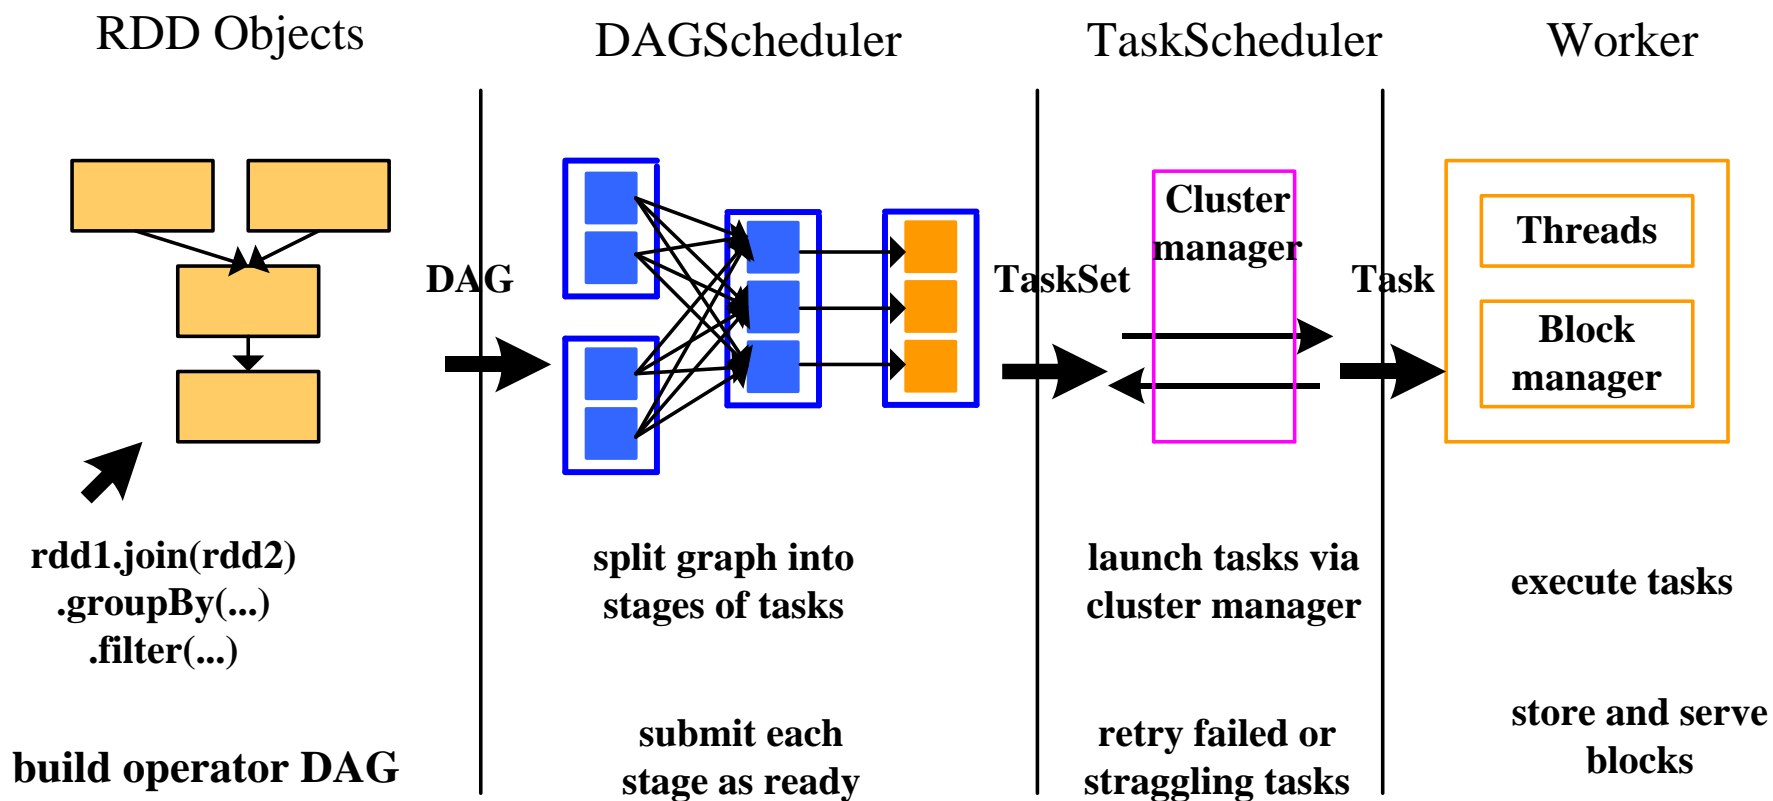 RDD Objects
DAGScheduler
TaskScheduler
Worker
DAG
TaskSet
Cluster
manager
Task
Threads
Block
manager
rdd1.join(rdd2)
.groupBy(...)
.filter(...)
build operator DAG
split graph into
stages of tasks
submit each
stage as ready
launch tasks via
cluster manager
retry failed or
straggling tasks
execute tasks
store and serve
blocks